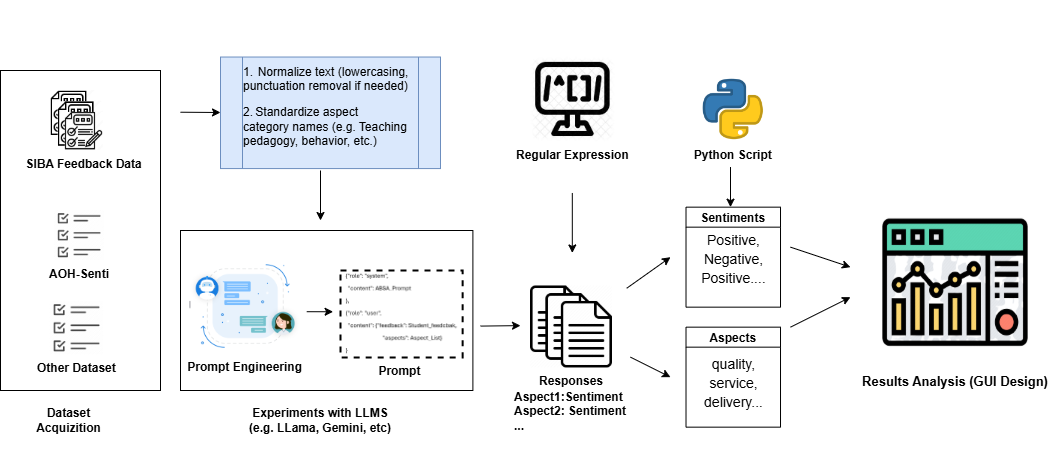 1. Normalize text (lowercasing,
punctuation removal if needed)
2. Standardize aspect
category names (e.g. Teaching
pedagogy, behavior, etc.)
SIBA Feedback Data
AOH-Senti
Other Dataset
Dataset
Acquizition
Prompt Engineering
{"role": "system",
"content": ABSA. Prompt
},
{"role": "user",
"content": {"feedback": Student_feedcbak,
"aspects": Aspect_List}
}
Prompt
Experiments with LLMS
(e.g. LLama, Gemini, etc)
/^[]/
Regular Expression
Responses
Aspect1:Sentiment
Aspect2: Sentiment
...
Python Script
Sentiments
Positive,
Negative,
Positive....
Aspects
quality,
service,
delivery...
Results Analysis (GUI Design)